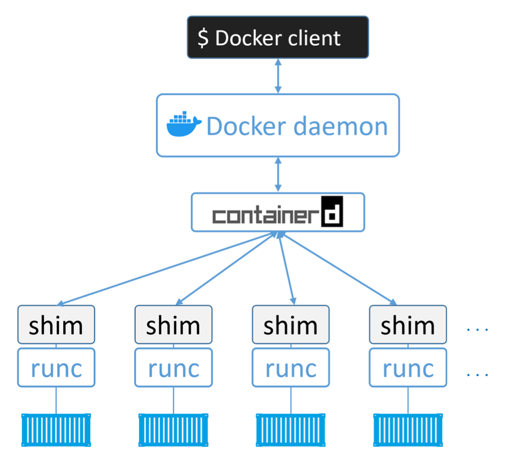 $ Docker client
Docker daemon
containerd
shim shim shim shim ...
runc runc runc runc ...